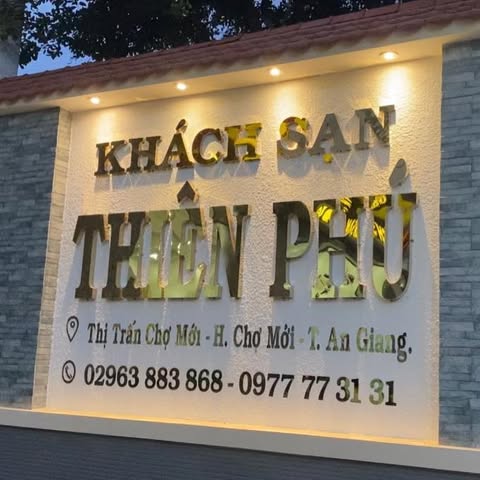 KHÁCH SẠN
THIÊN PHÚ
Thị Trấn Chợ Mới - H. Chợ Mới - T. An Giang.
02963 883 868 - 0977 77 31 31